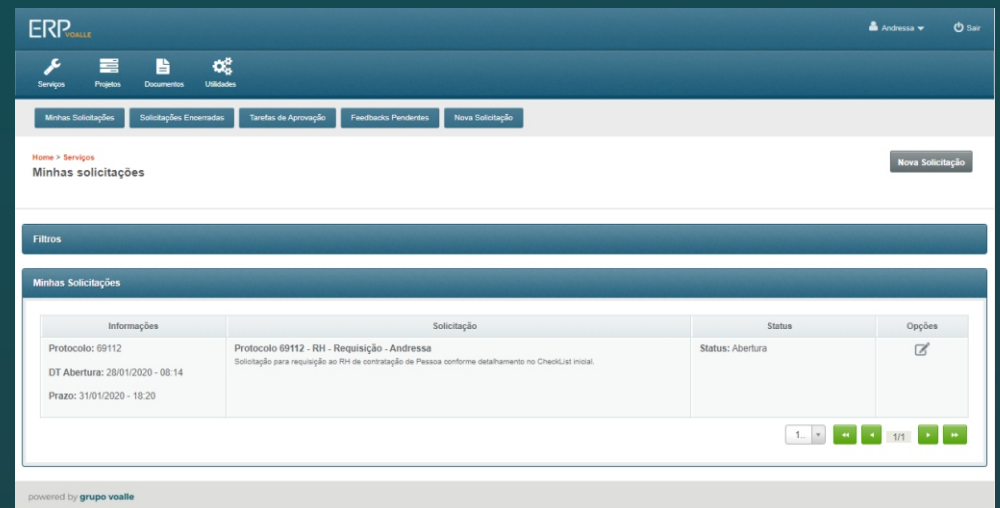 ERP VOALLE
Andressa
Sair
Serviços
Projetos
Documentos
Utilidades
Minhas Solicitações
Solicitações Encerradas
Tarefas de Aprovação
Feedbacks Pendentes
Nova Solicitação
Home > Serviços
Minhas solicitações
Nova Solicitação
Filtros
Minhas Solicitações
Informações
Solicitação
Status
Opções
Protocolo: 69112
DT Abertura: 28/01/2020 - 08:14
Prazo: 31/01/2020 - 18:20
Protocolo 69112 - RH - Requisição - Andressa
Solicitação para requisição ao RH de contratação de Pessoa conforme detalhamento no CheckList inicial.
Status: Abertura
1...
1/1
powered by grupo voalle